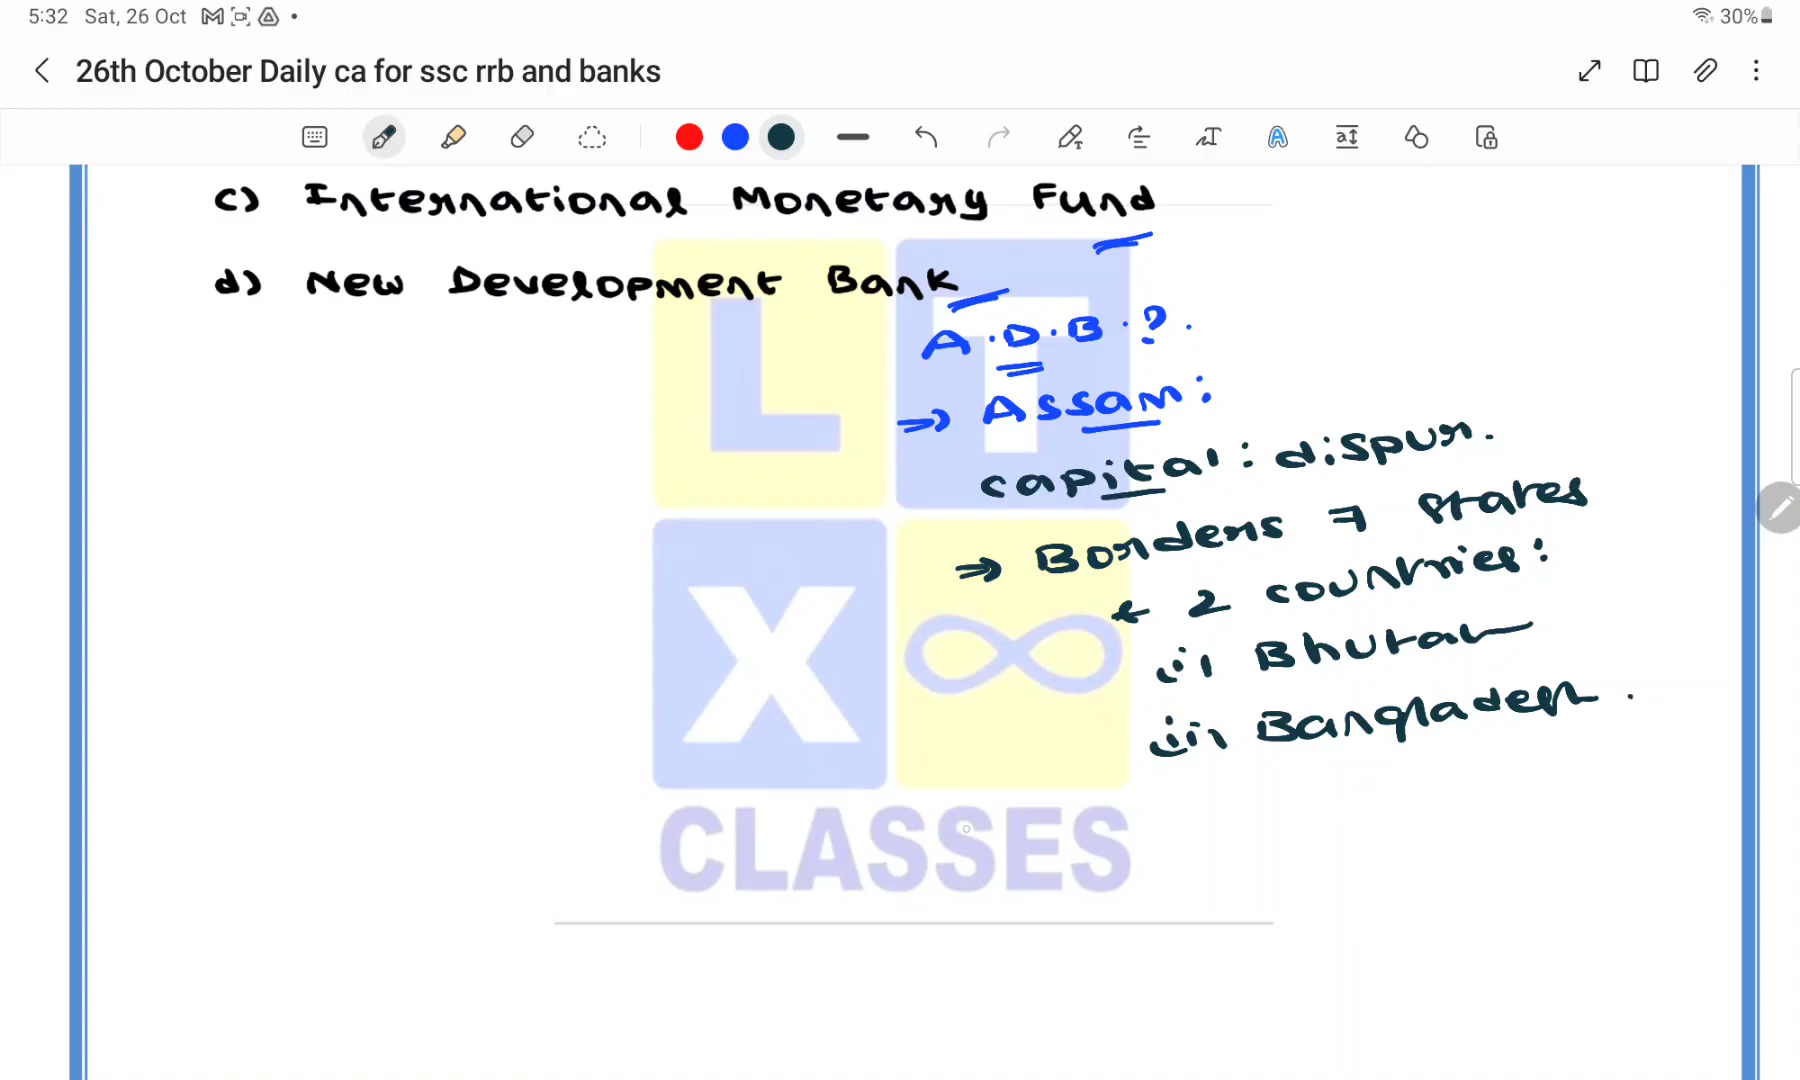 5:32 Sat, 26 Oct
30%
26th October Daily ca for ssc rrb and banks
c) International Monetary Fund
d) New Development Bank
A.D.B.?.
⇒ Assam:
capital: dispur.
⇒ Borders 7 states
← 2 countries:
(i) Bhutan
(ii) Bangladesh.
L T
X ∞
CLASSES